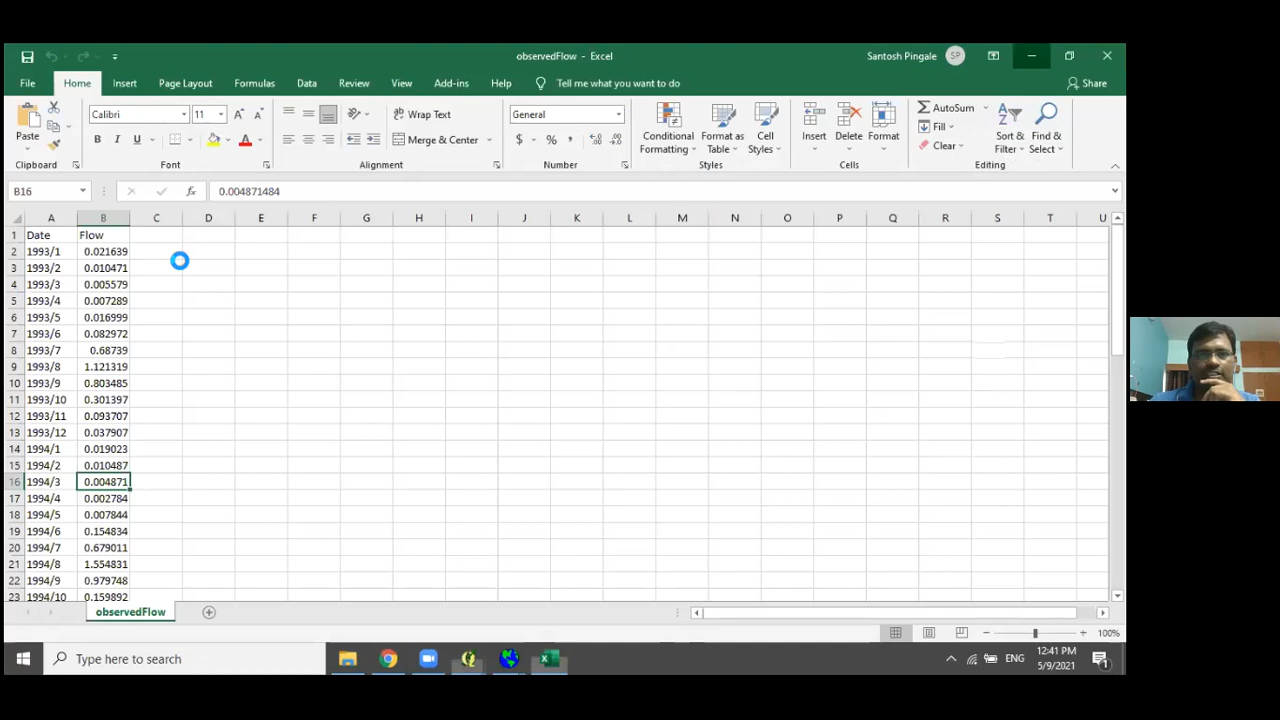 observedFlow - Excel
Santosh Pingale SP
File Home Insert Page Layout Formulas Data Review View Add-ins Help Tell me what you want to do Share
Paste
Clipboard
Calibri 11
B I U
Font
Wrap Text
Merge & Center
Alignment
General
$ % ,
Number
Conditional Formatting
Format as Table
Cell Styles
Styles
Insert Delete Format
Cells
AutoSum
Fill
Clear
Sort & Filter
Find & Select
Editing
B16 fx 0.004871484
A B C D E F G H I J K L M N O P Q R S T U
1 Date Flow
2 1993/1 0.021639
3 1993/2 0.010471
4 1993/3 0.005579
5 1993/4 0.007289
6 1993/5 0.016999
7 1993/6 0.082972
8 1993/7 0.68739
9 1993/8 1.121319
10 1993/9 0.803485
11 1993/10 0.301397
12 1993/11 0.093707
13 1993/12 0.037907
14 1994/1 0.019023
15 1994/2 0.010487
16 1994/3 0.004871
17 1994/4 0.002784
18 1994/5 0.007844
19 1994/6 0.154834
20 1994/7 0.679011
21 1994/8 1.554831
22 1994/9 0.979748
23 1994/10 0.159892
observedFlow
100%
Type here to search
ENG
12:41 PM
5/9/2021
1